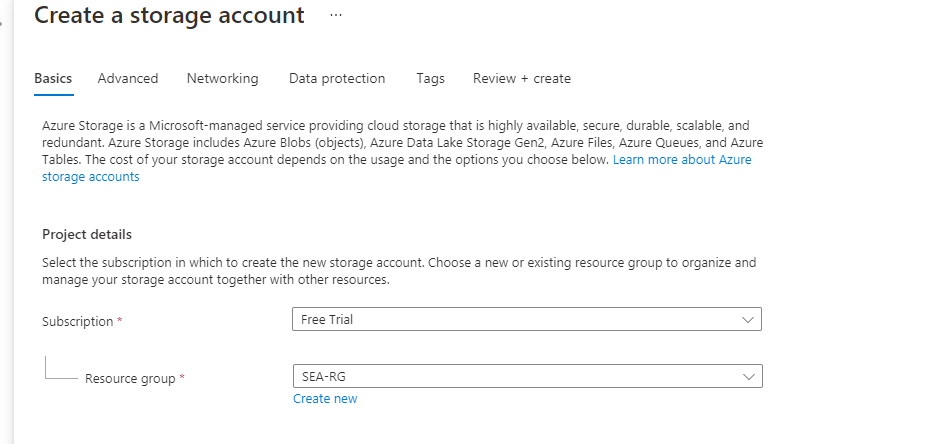 Create a storage account ...
Basics Advanced Networking Data protection Tags Review + create
Azure Storage is a Microsoft-managed service providing cloud storage that is highly available, secure, durable, scalable, and
redundant. Azure Storage includes Azure Blobs (objects), Azure Data Lake Storage Gen2, Azure Files, Azure Queues, and Azure
Tables. The cost of your storage account depends on the usage and the options you choose below. Learn more about Azure
storage accounts
Project details
Select the subscription in which to create the new storage account. Choose a new or existing resource group to organize and
manage your storage account together with other resources.
Subscription * Free Trial
Resource group * SEA-RG
Create new